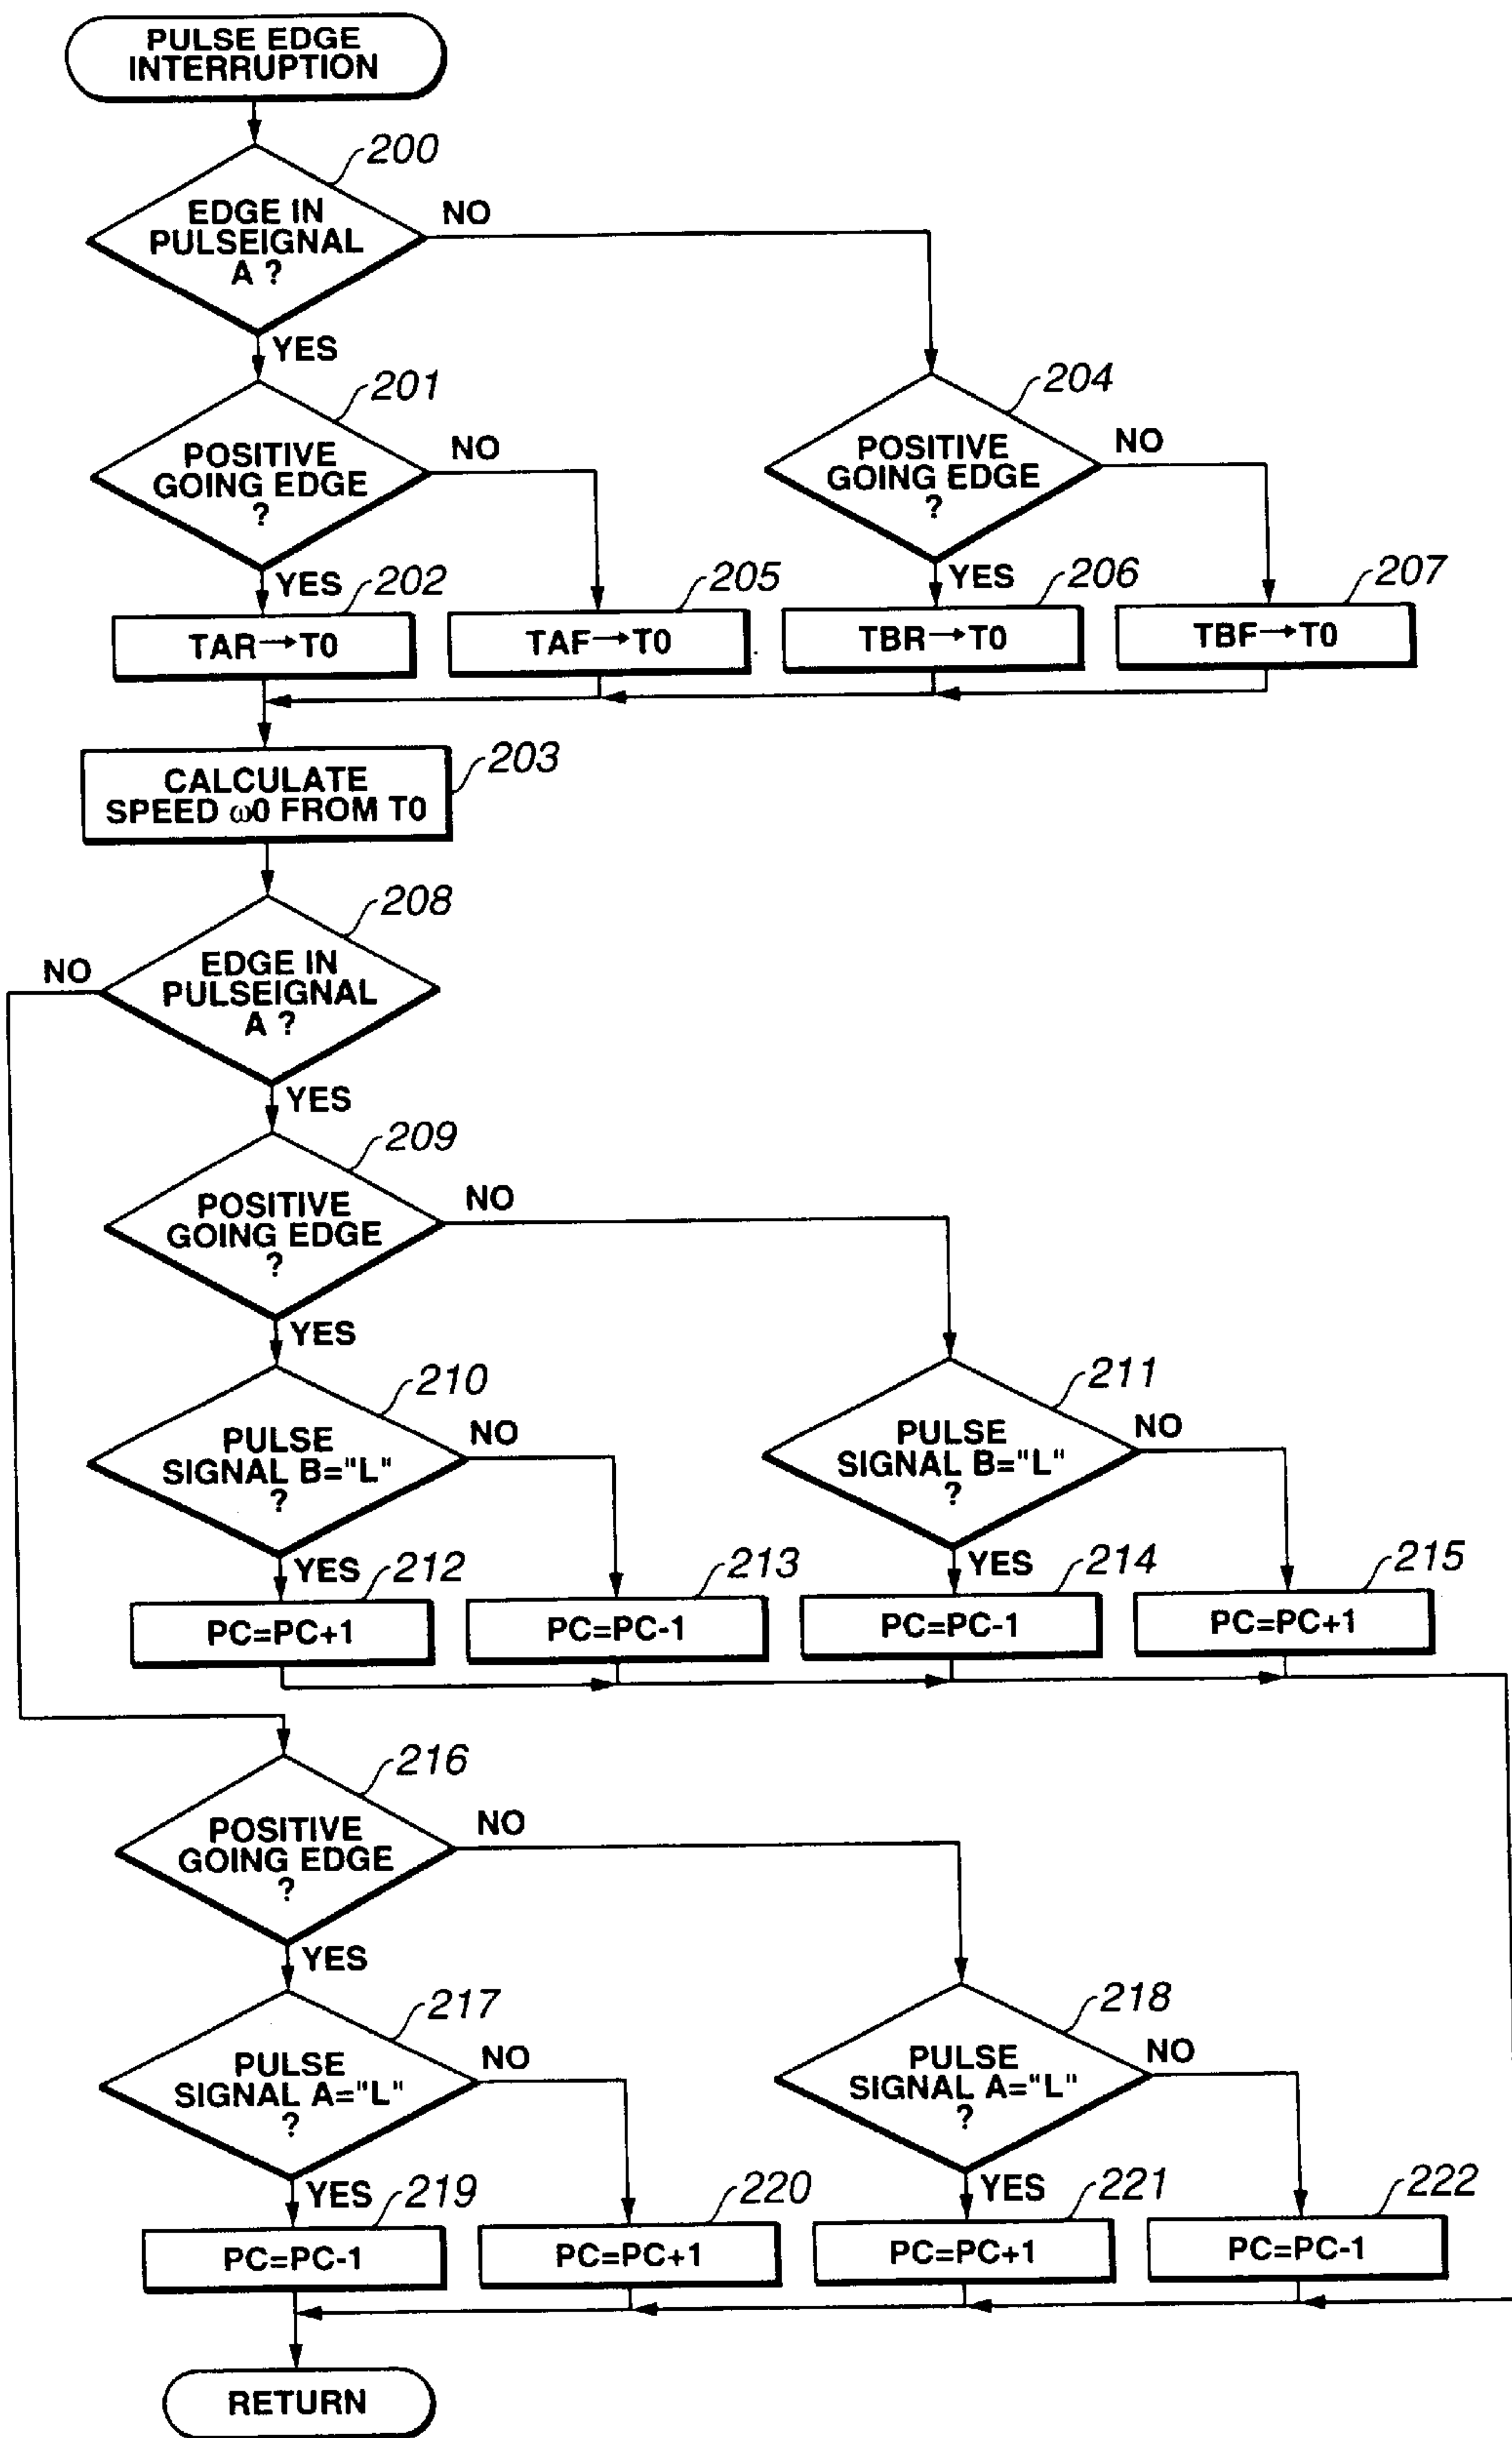 PULSE EDGE
INTERRUPTION
200
EDGE IN
PULSEIGNAL
A ?
NO
YES
201
POSITIVE
GOING EDGE
?
NO
YES
204
POSITIVE
GOING EDGE
?
NO
YES
202
TAR→T0
205
TAF→T0
206
TBR→T0
207
TBF→T0
203
CALCULATE
SPEED ω0 FROM T0
208
EDGE IN
PULSEIGNAL
A ?
NO
YES
209
POSITIVE
GOING EDGE
?
NO
YES
210
PULSE
SIGNAL B="L"
?
NO
YES
211
PULSE
SIGNAL B="L"
?
NO
YES
212
PC=PC+1
213
PC=PC-1
214
PC=PC-1
215
PC=PC+1
216
POSITIVE
GOING EDGE
?
NO
YES
217
PULSE
SIGNAL A="L"
?
NO
YES
218
PULSE
SIGNAL A="L"
?
NO
YES
219
PC=PC-1
220
PC=PC+1
221
PC=PC+1
222
PC=PC-1
RETURN